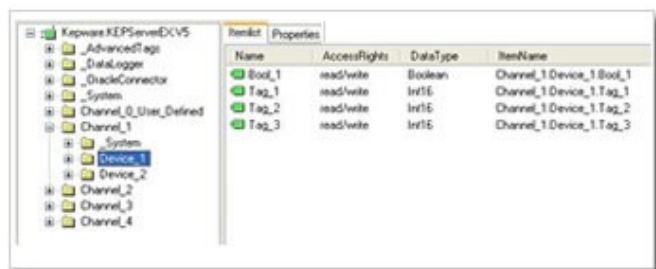 Kepware.KEPServerEX.V5
_AdvancedTags
_DataLogger
_OracleConnector
_System
Channel_0_User_Defined
Channel_1
_System
Device_1
Device_2
Channel_2
Channel_3
Channel_4
Itemlist Properties
Name AccessRights DataType ItemName
Bool_1 read/write Boolean Channel_1.Device_1.Bool_1
Tag_1 read/write Int16 Channel_1.Device_1.Tag_1
Tag_2 read/write Int16 Channel_1.Device_1.Tag_2
Tag_3 read/write Int16 Channel_1.Device_1.Tag_3